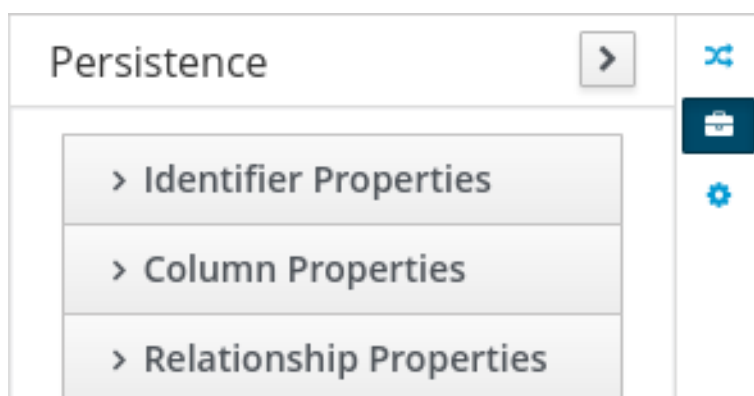 Persistence
Identifier Properties
Column Properties
Relationship Properties